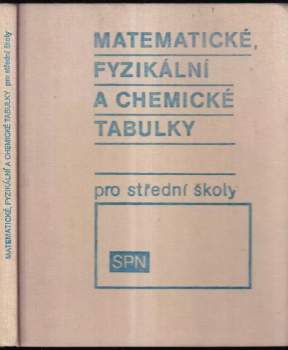 MATEMATICKÉ, FYZIKÁLNÍ A CHEMICKÉ TABULKY pro střední školy
MATEMATICKÉ,
FYZIKÁLNÍ
A CHEMICKÉ
TABULKY
pro střední školy
SPN